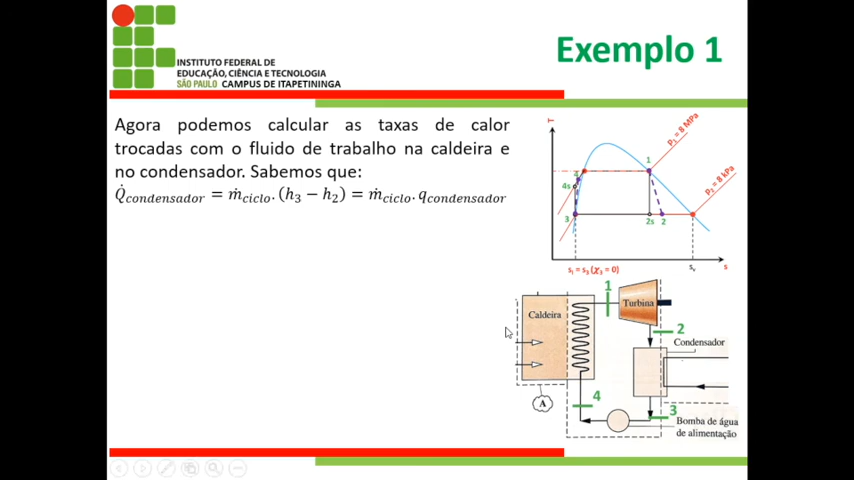 INSTITUTO FEDERAL DE
EDUCAÇÃO, CIÊNCIA E TECNOLOGIA
SÃO PAULO CAMPUS DE ITAPETININGA
Exemplo 1
Agora podemos calcular as taxas de calor
trocadas com o fluido de trabalho na caldeira e
no condensador. Sabemos que:
Q̇condensador = ṁciclo.(h3 − h2) = ṁciclo.qcondensador
T
P1 = 8 MPa
P2 = 8 kPa
1
4
4s
3
2s
2
sl = s3 (χ3 = 0)
sv
s
1
Turbina
Caldeira
2
Condensador
4
A
3
Bomba de água
de alimentação